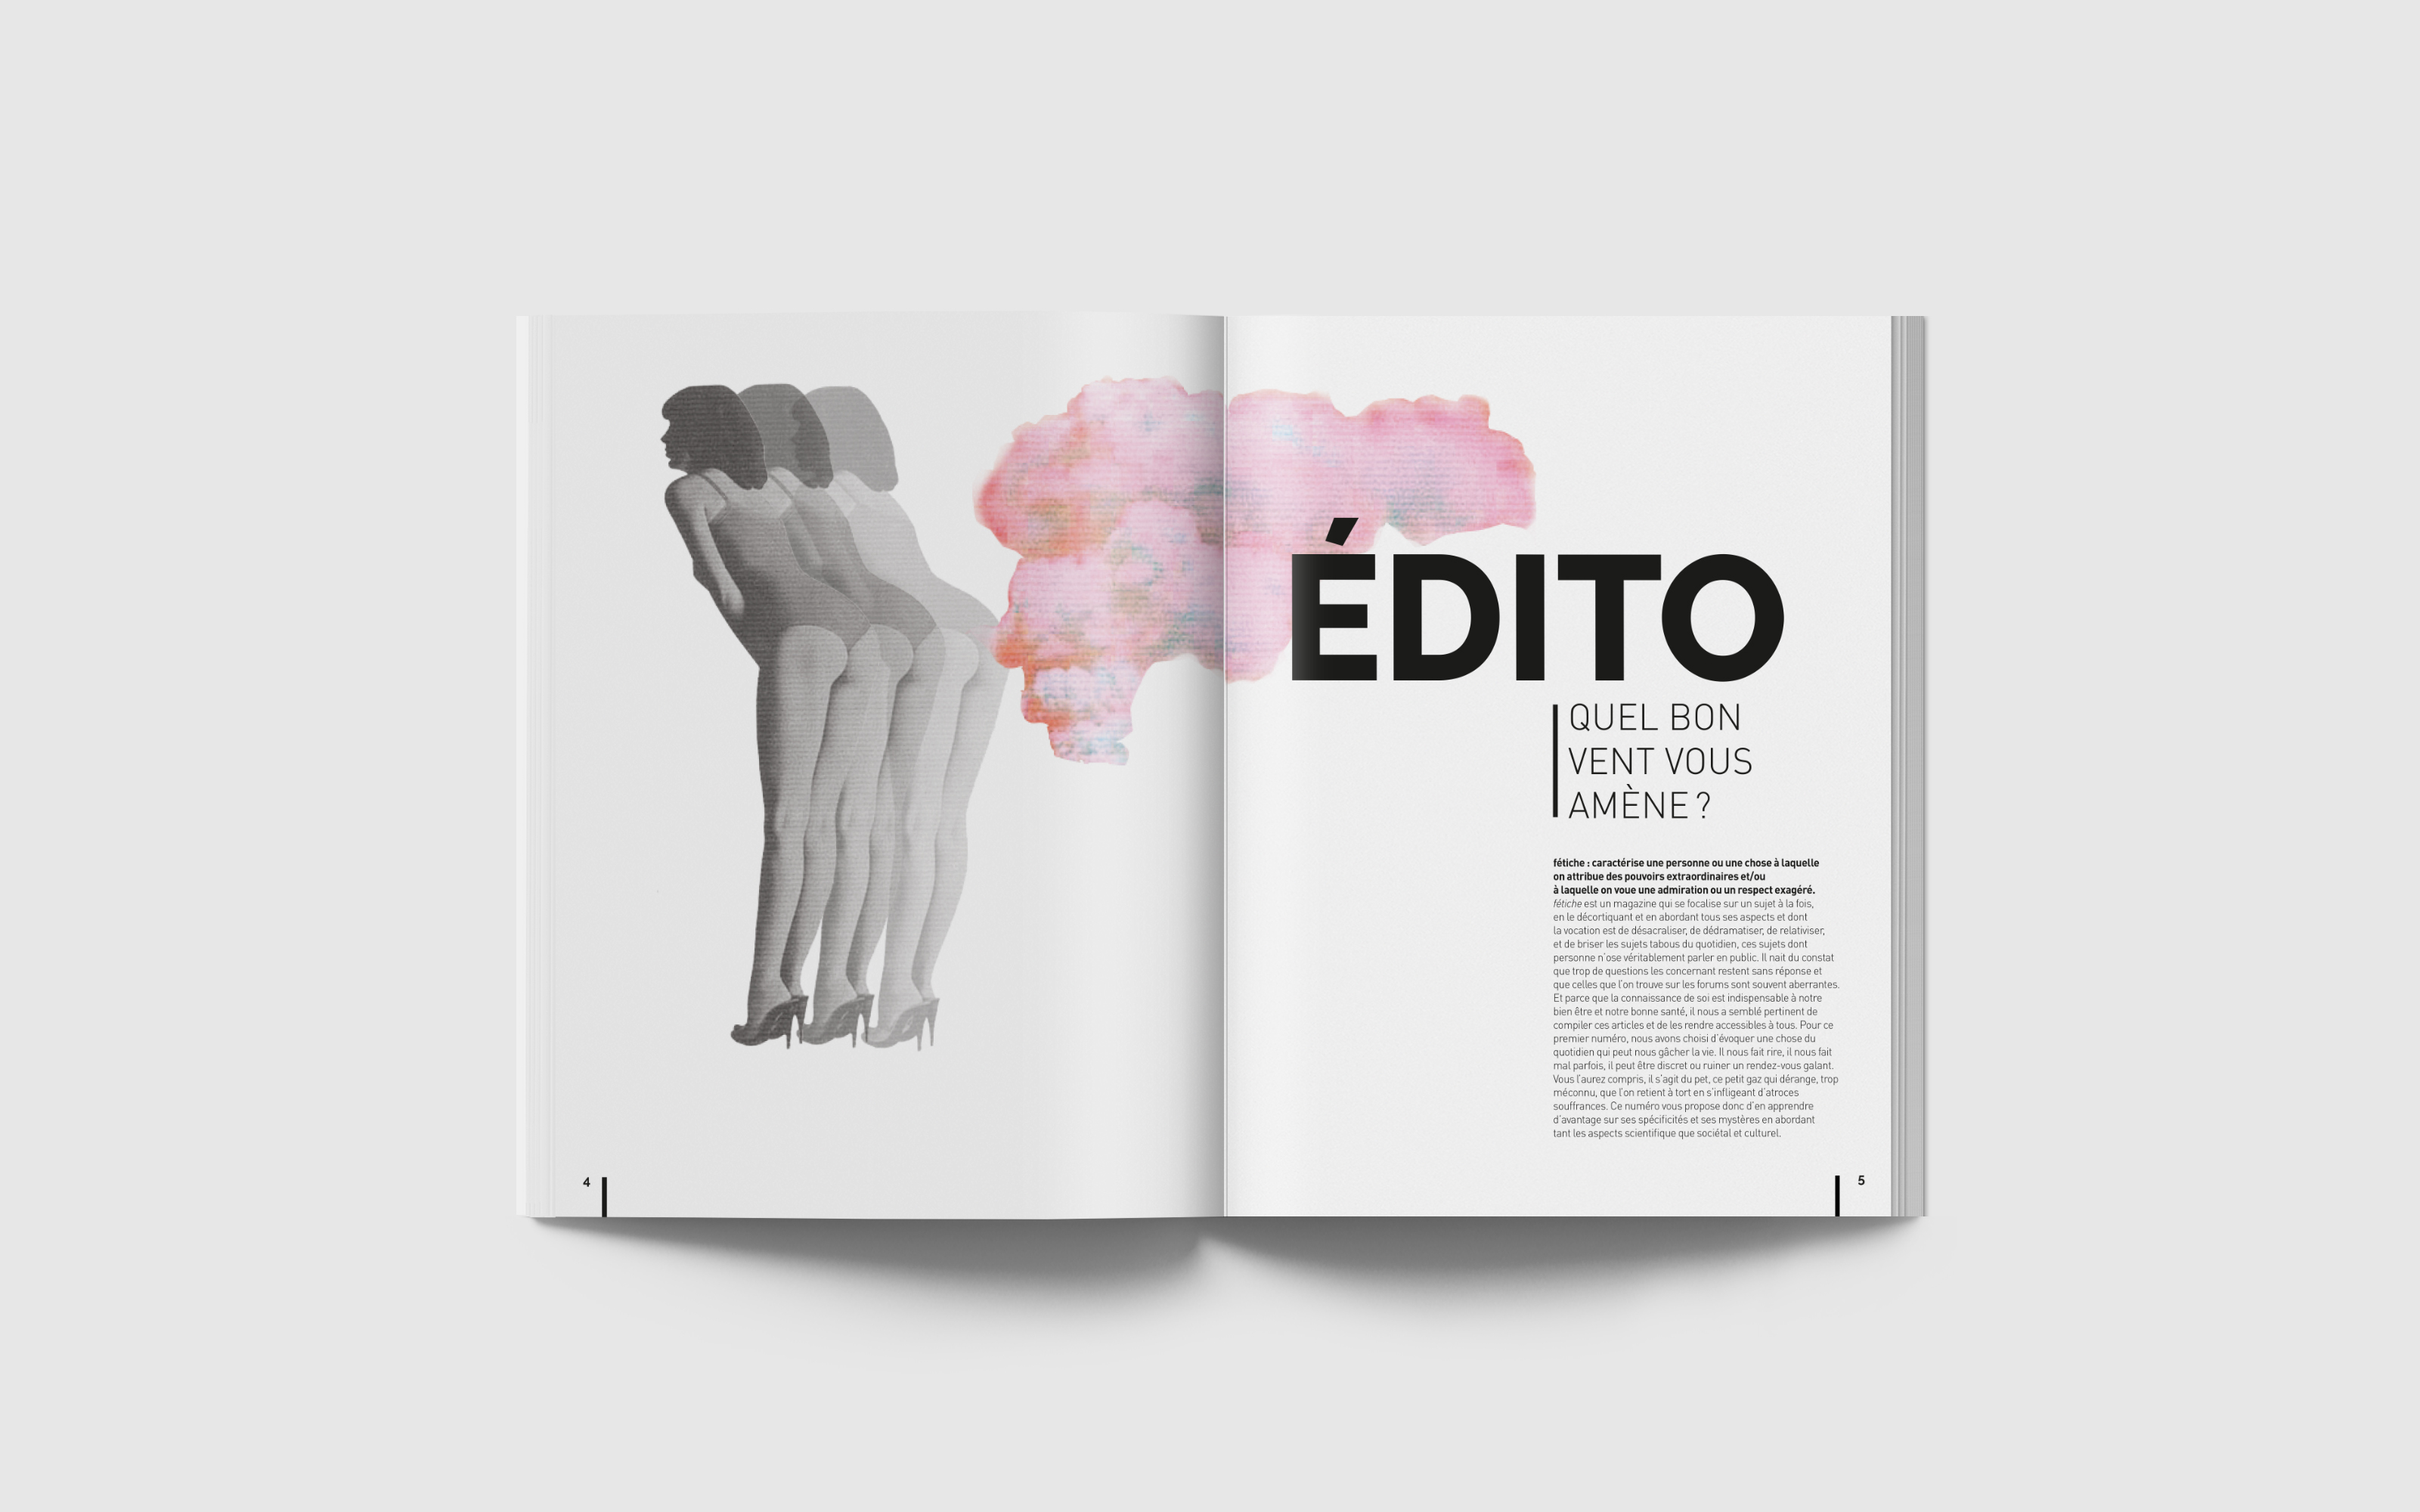 ÉDITO
QUEL BON
VENT VOUS
AMÈNE ?
fétiche : caractérise une personne ou une chose à laquelle
on attribue des pouvoirs extraordinaires et/ou
à laquelle on voue une admiration ou un respect exagéré.
fétiche est un magazine qui se focalise sur un sujet à la fois,
en le décortiquant et en abordant tous ses aspects et dont
la vocation est de désacraliser, de dédramatiser, de relativiser,
et de briser les sujets tabous du quotidien, ces sujets dont
personne n'ose véritablement parler en public. Il nait du constat
que trop de questions les concernant restent sans réponse et
que celles que l'on trouve sur les forums sont souvent aberrantes.
Et parce que la connaissance de soi est indispensable à notre
bien être et notre bonne santé, il nous a semblé pertinent de
compiler ces articles et de les rendre accessibles à tous. Pour ce
premier numéro, nous avons choisi d'évoquer une chose du
quotidien qui peut nous gâcher la vie. Il nous fait rire, il nous fait
mal parfois, il peut être discret ou ruiner un rendez-vous galant.
Vous l'aurez compris, il s'agit du pet, ce petit gaz qui dérange, trop
méconnu, que l'on retient à tort en s'infligeant d'atroces
souffrances. Ce numéro vous propose donc d'en apprendre
d'avantage sur ses spécificités et ses mystères en abordant
tant les aspects scientifique que sociétal et culturel.
4
5